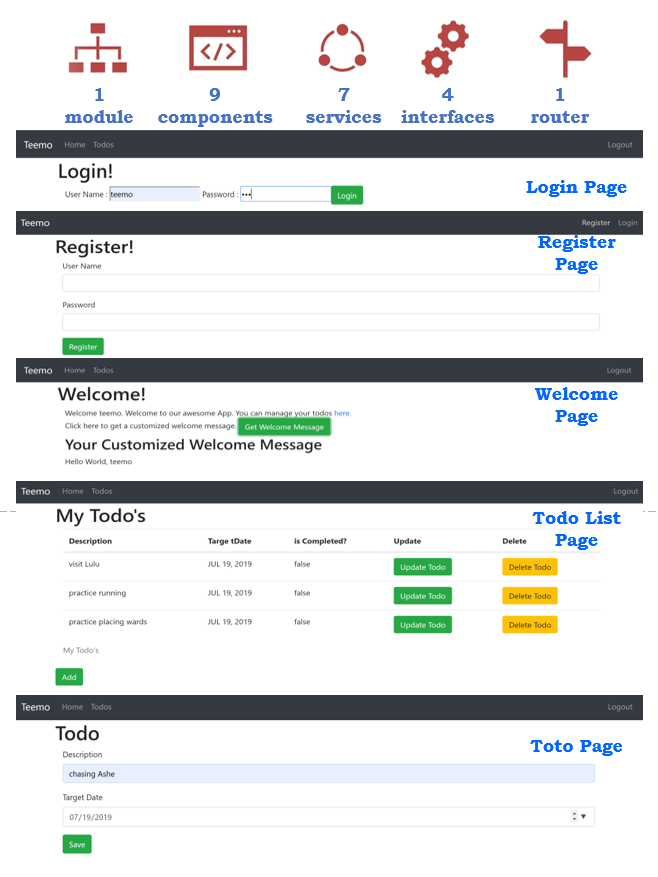 1 9 7 4 1
module components services interfaces router
Teemo Home Todos Logout
Login!
User Name : teemo Password : ••• Login
Login Page
Teemo Register Login
Register!
Register
Page
User Name
Password
Register
Teemo Home Todos Logout
Welcome!
Welcome
Page
Welcome teemo. Welcome to our awesome App. You can manage your todos here.
Click here to get a customized welcome message. Get Welcome Message
Your Customized Welcome Message
Hello World, teemo
Teemo Home Todos Logout
My Todo's
Todo List
Page
Description Targe tDate is Completed? Update Delete
visit Lulu JUL 19, 2019 false Update Todo Delete Todo
practice running JUL 19, 2019 false Update Todo Delete Todo
practice placing wards JUL 19, 2019 false Update Todo Delete Todo
My Todo's
Add
Teemo Home Todos Logout
Todo
Toto Page
Description
chasing Ashe
Target Date
07/19/2019
Save